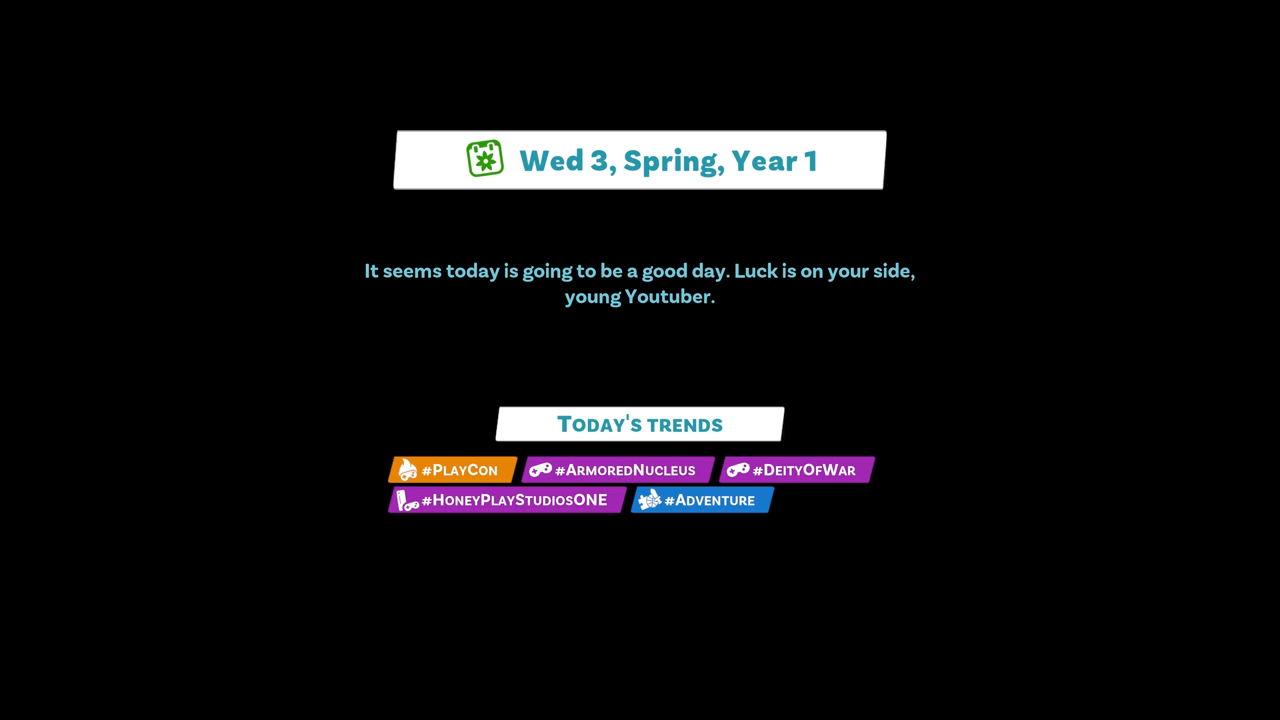 Wed 3, Spring, Year 1
It seems today is going to be a good day. Luck is on your side,
young Youtuber.
Today's trends
#PlayCon #ArmoredNucleus #DeityOfWar
#HoneyPlayStudiosONE #Adventure